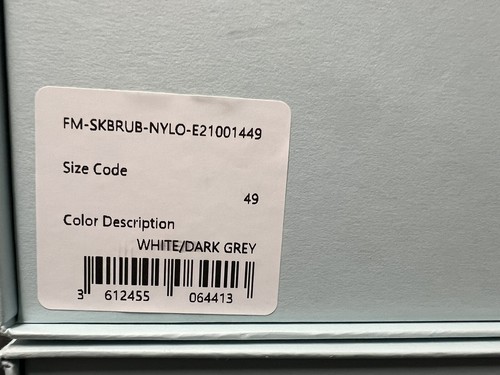 FM-SKBRUB-NYLO-E21001449
Size Code
49
Color Description
WHITE/DARK GREY
3 612455 064413